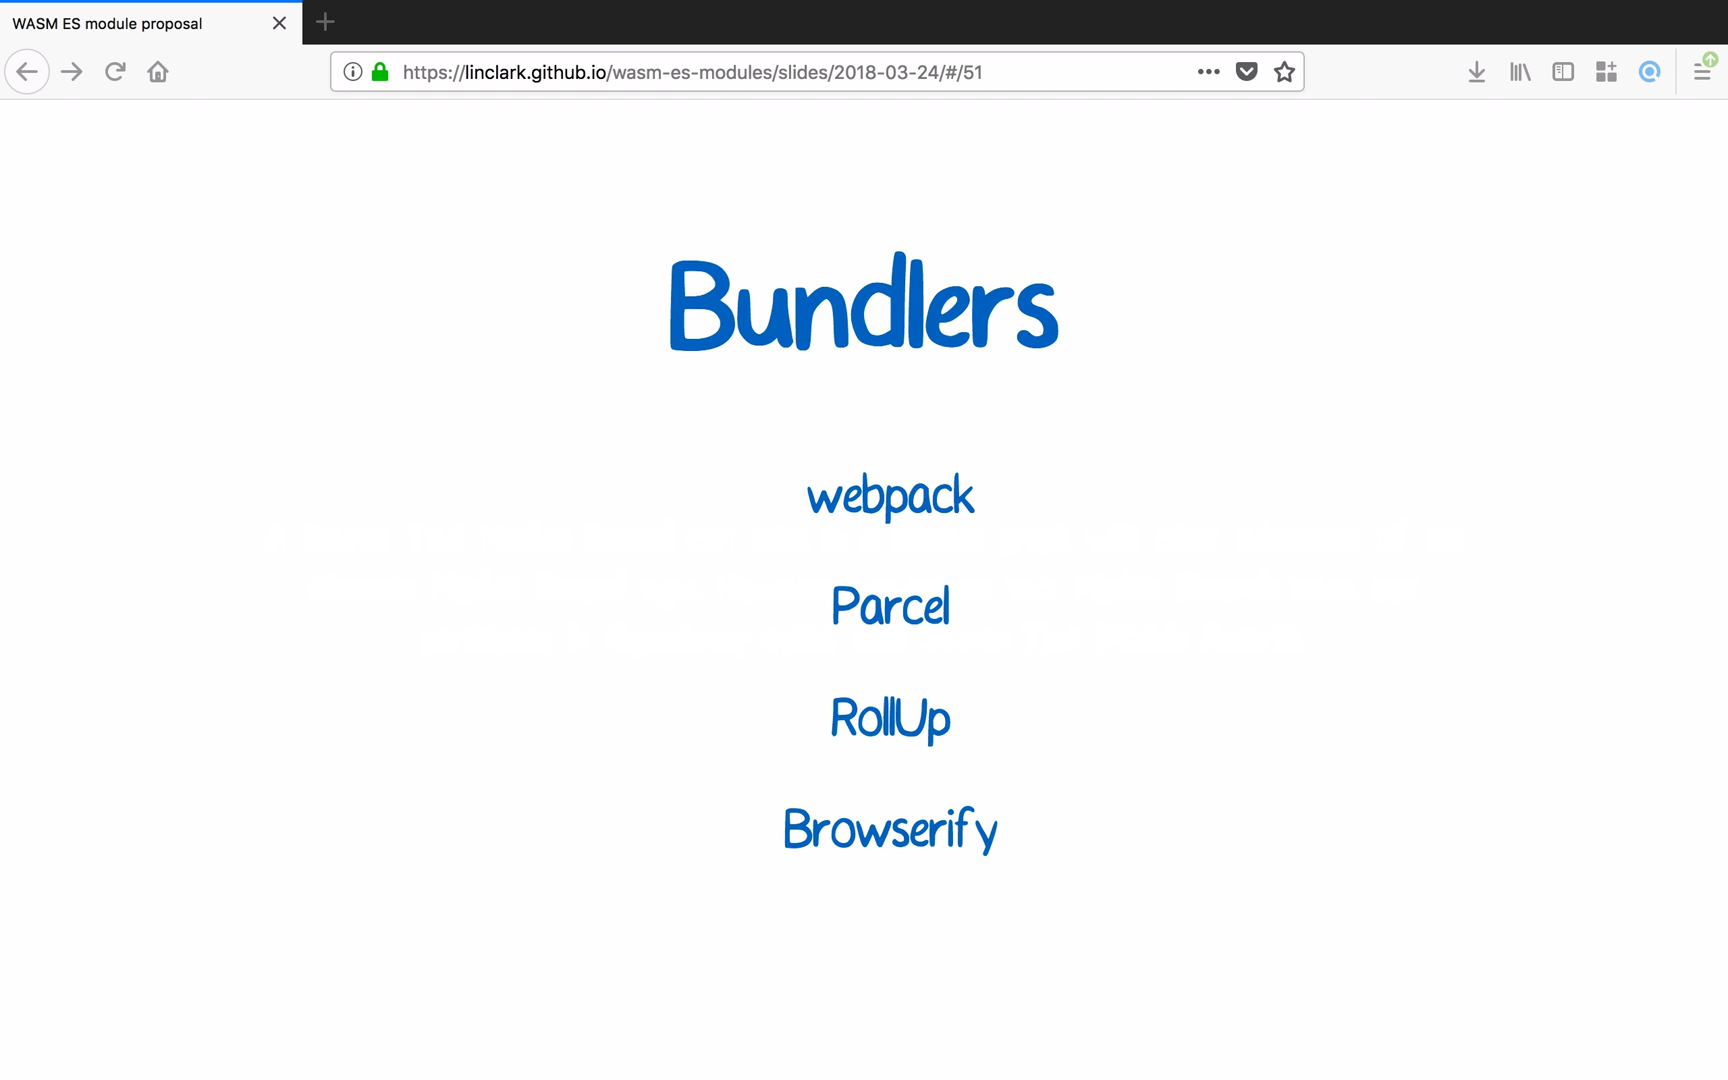 WASM ES module proposal
https://linclark.github.io/wasm-es-modules/slides/2018-03-24/#/51
Bundlers
webpack
Parcel
RollUp
Browserify